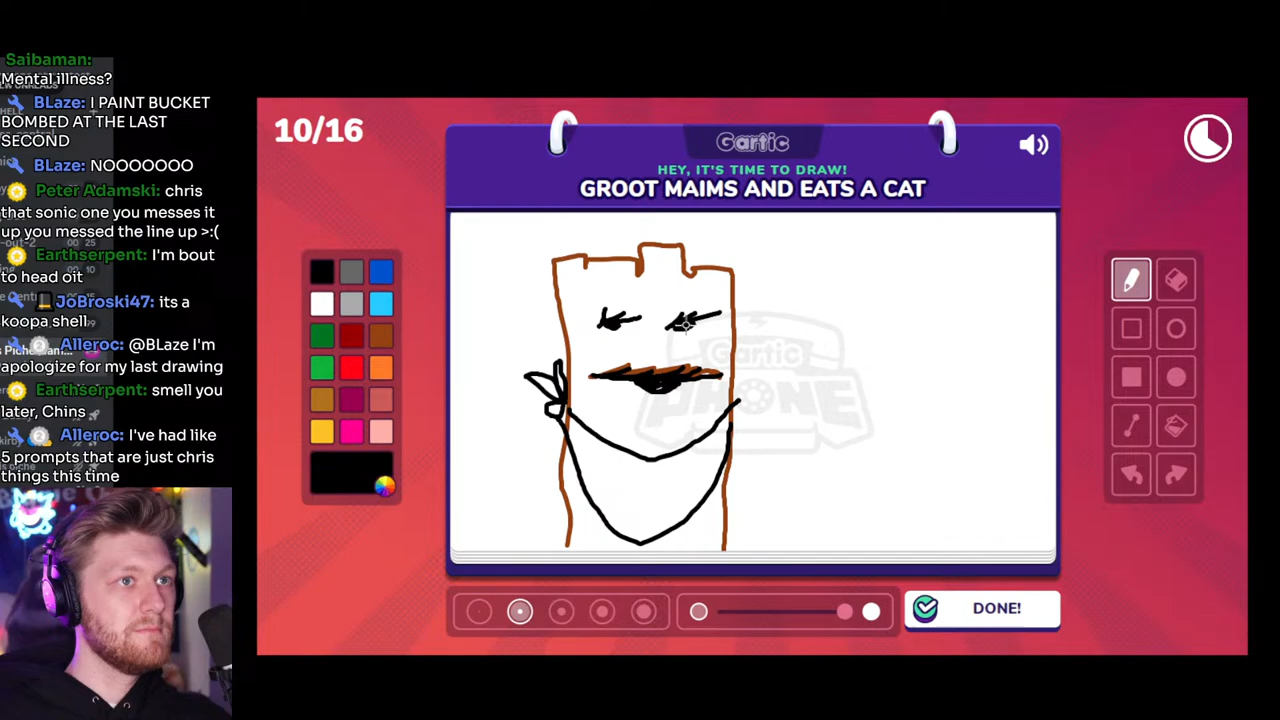 Saibaman:
Mental illness?
BLaze: I PAINT BUCKET
BOMBED AT THE LAST
SECOND
BLaze: NOOOOOOO
Peter Adamski: chris
that sonic one you messes it
up you messed the line up >:(
Earthserpent: I'm bout
to head oit
JoBroski47: its a
koopa shell
Alleroc: @BLaze I'm
apologize for my last drawing
Earthserpent: smell you
later, Chins
Alleroc: I've had like
5 prompts that are just chris
things this time
10/16
Gartic
HEY, IT'S TIME TO DRAW!
GROOT MAIMS AND EATS A CAT
Gartic
PHONE
DONE!